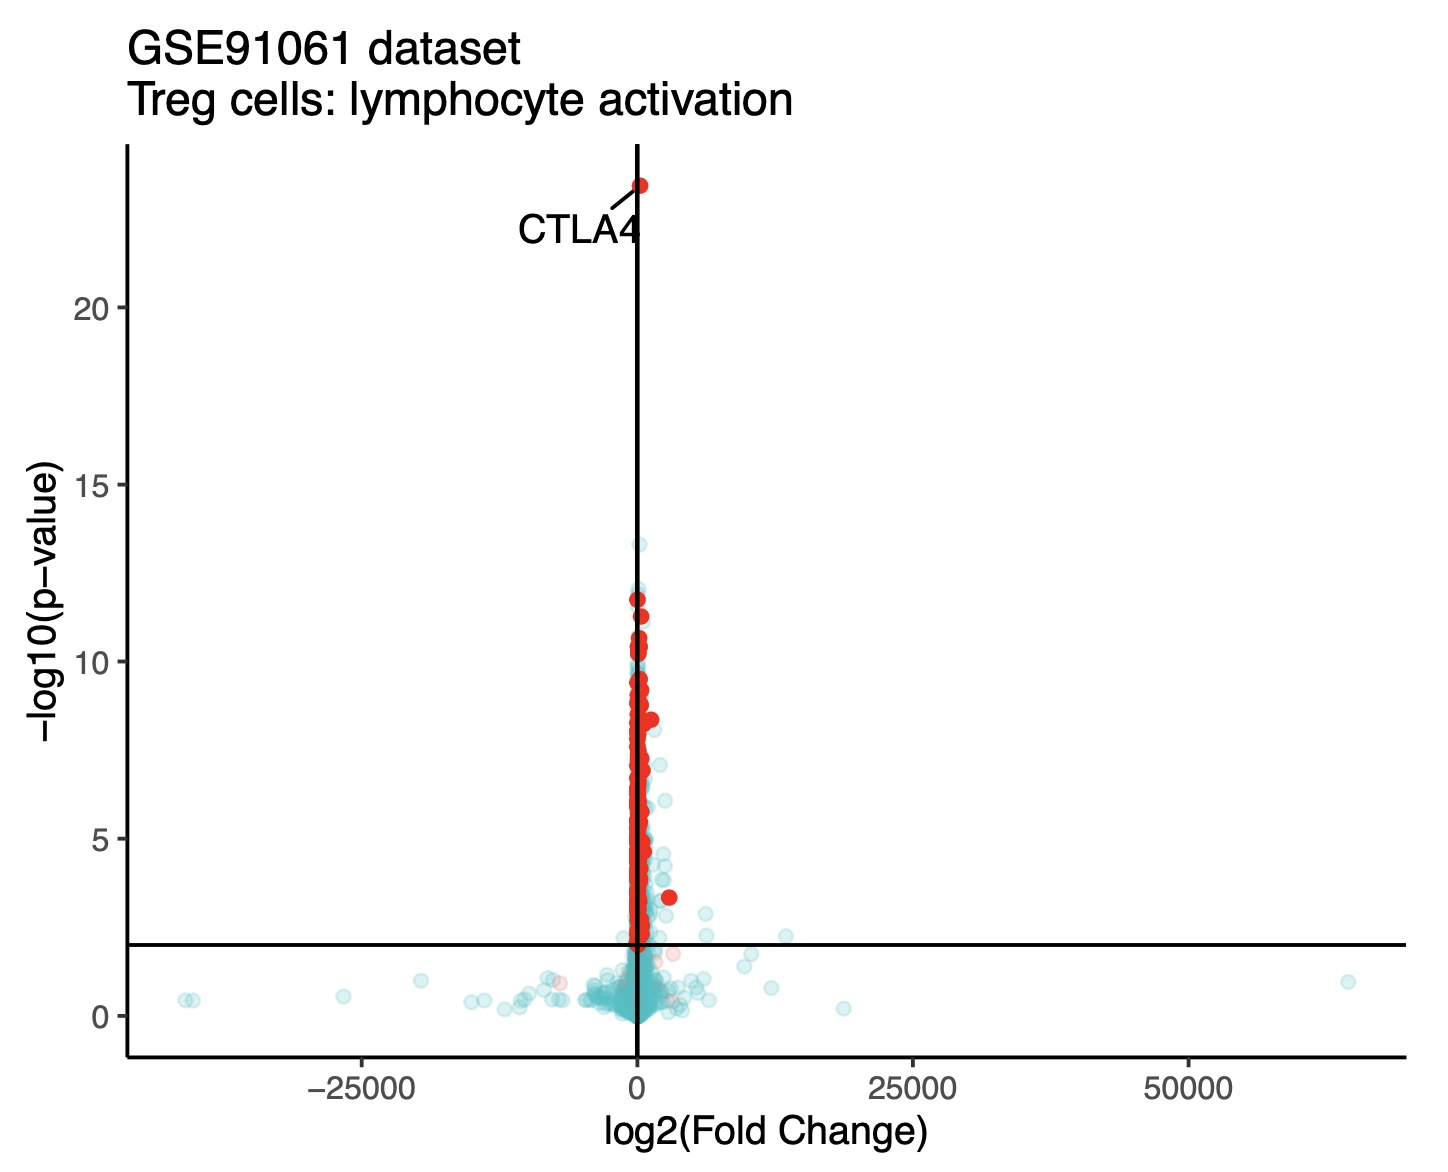 GSE91061 dataset
Treg cells: lymphocyte activation
CTLA4
−log10(p−value)
20
15
10
5
0
−25000
0
25000
50000
log2(Fold Change)